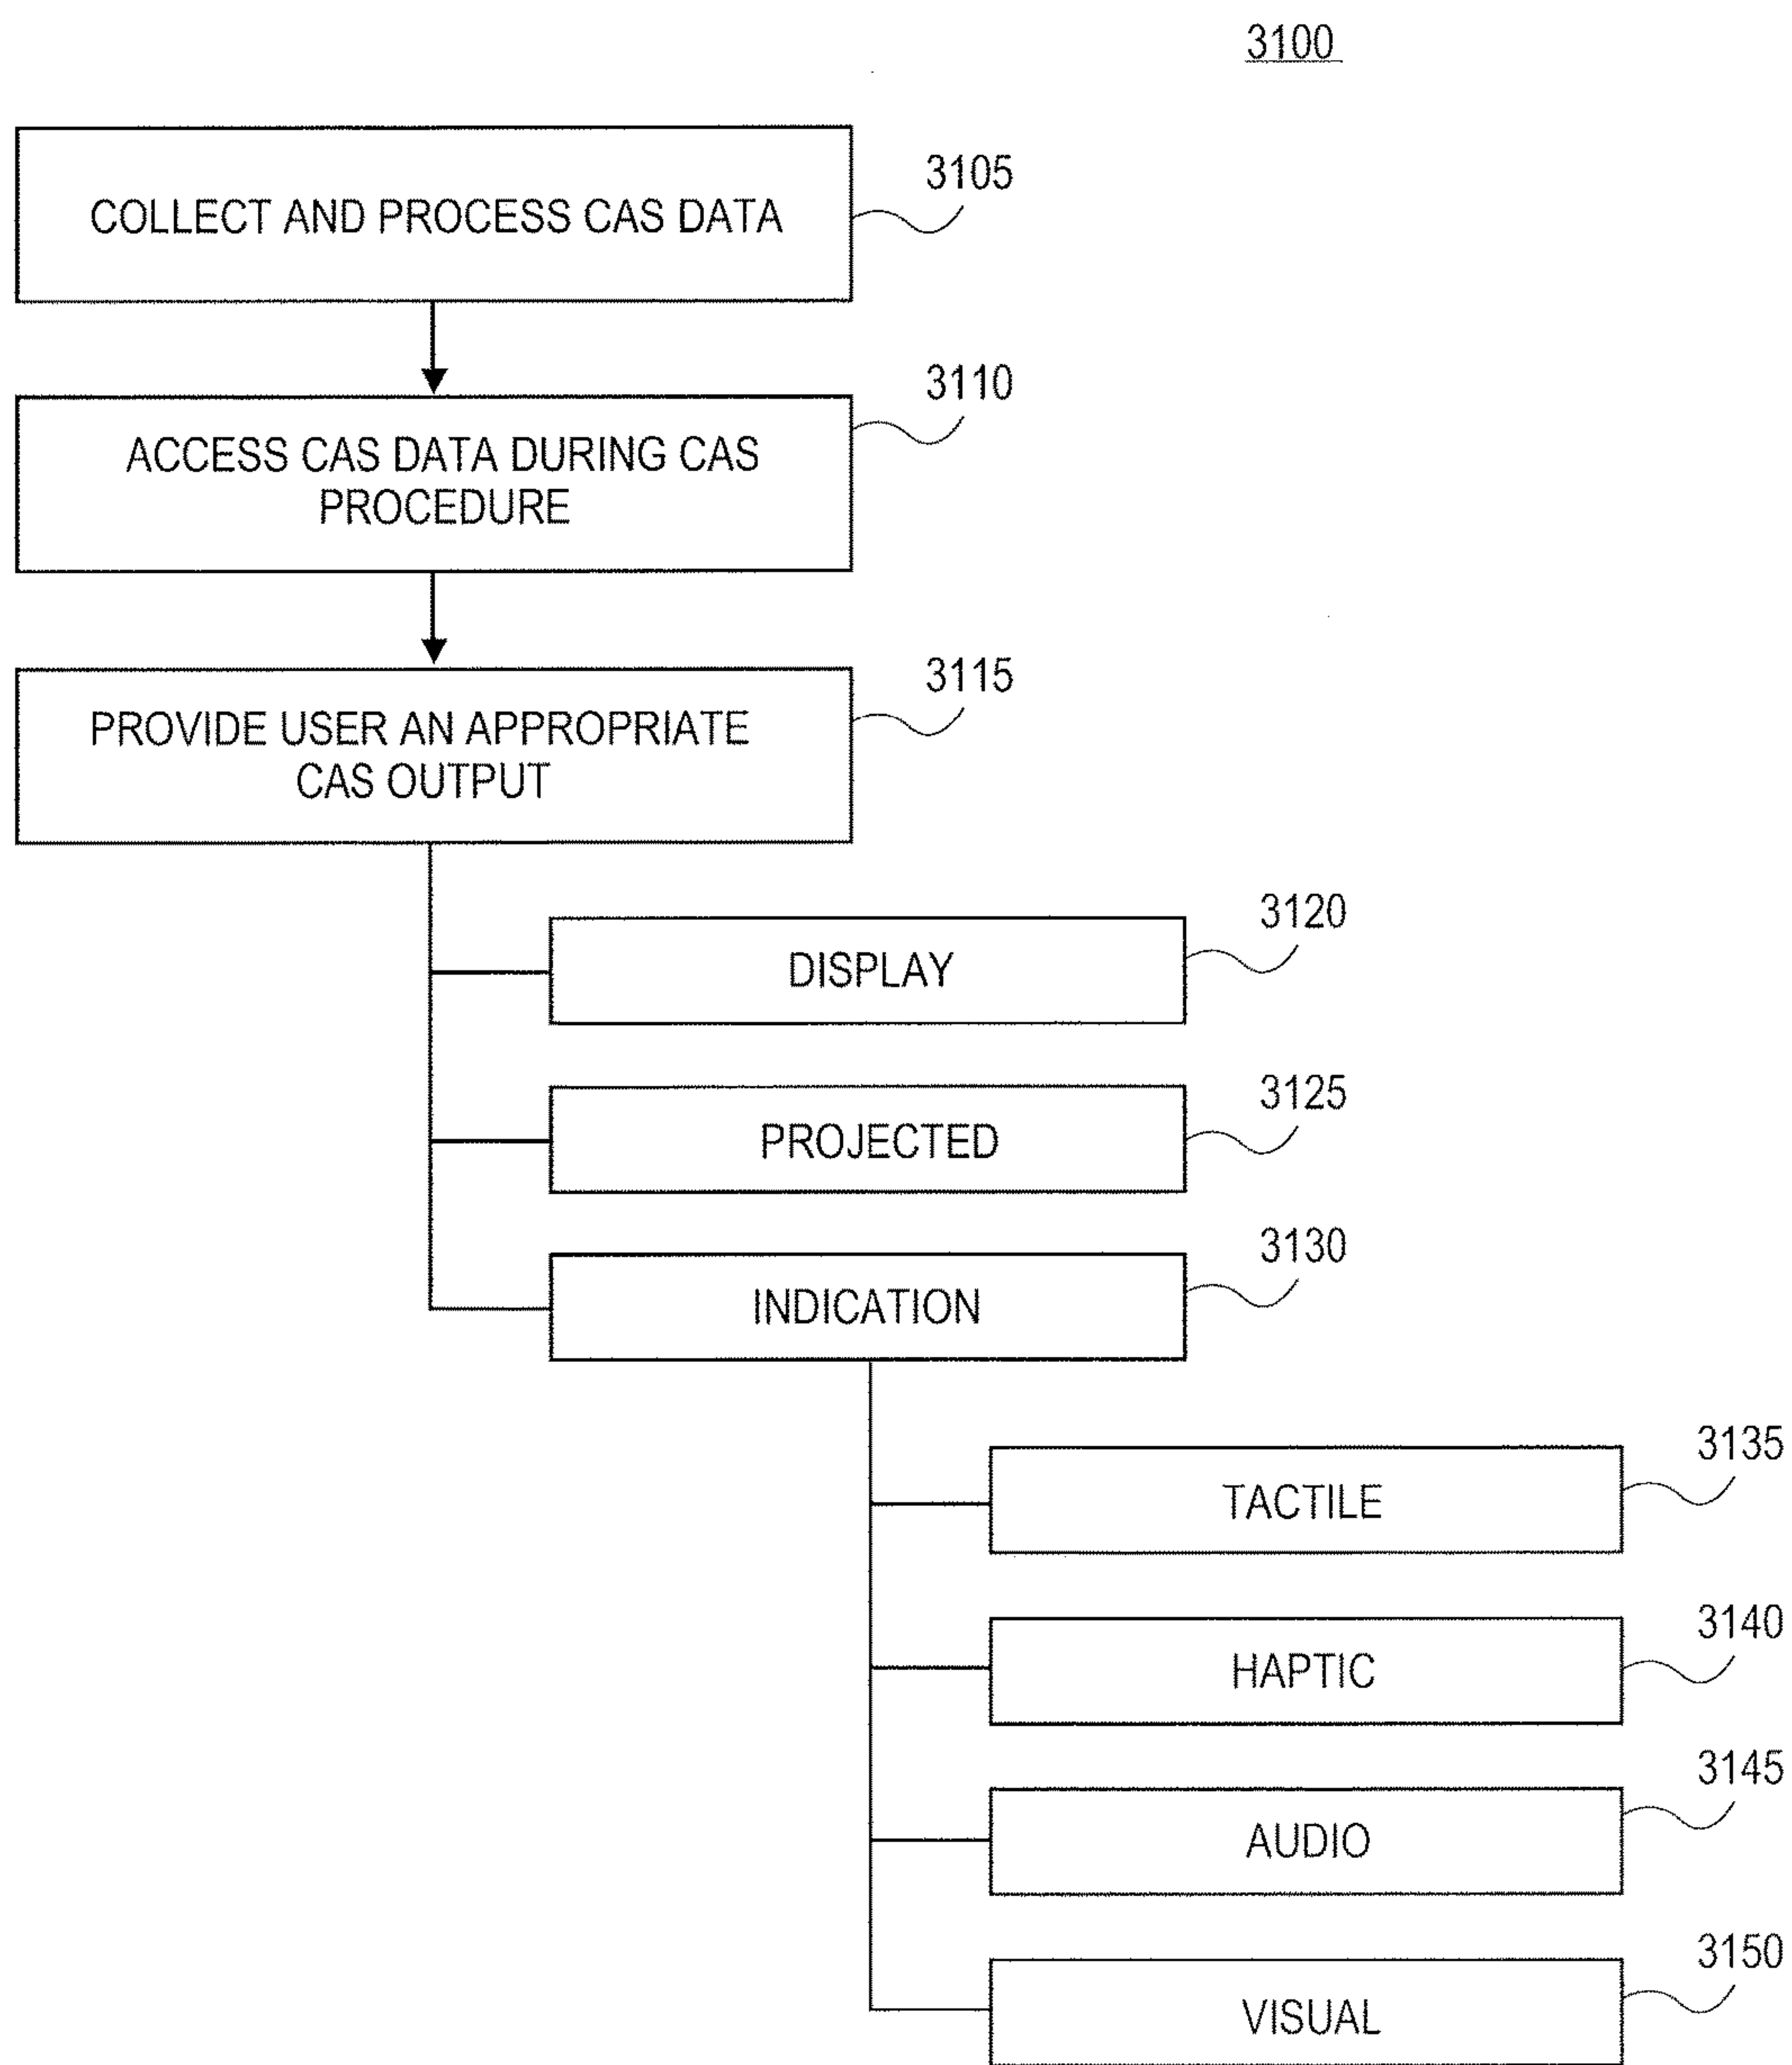 3100
COLLECT AND PROCESS CAS DATA
3105
ACCESS CAS DATA DURING CAS
PROCEDURE
3110
PROVIDE USER AN APPROPRIATE
CAS OUTPUT
3115
DISPLAY
3120
PROJECTED
3125
INDICATION
3130
TACTILE
3135
HAPTIC
3140
AUDIO
3145
VISUAL
3150